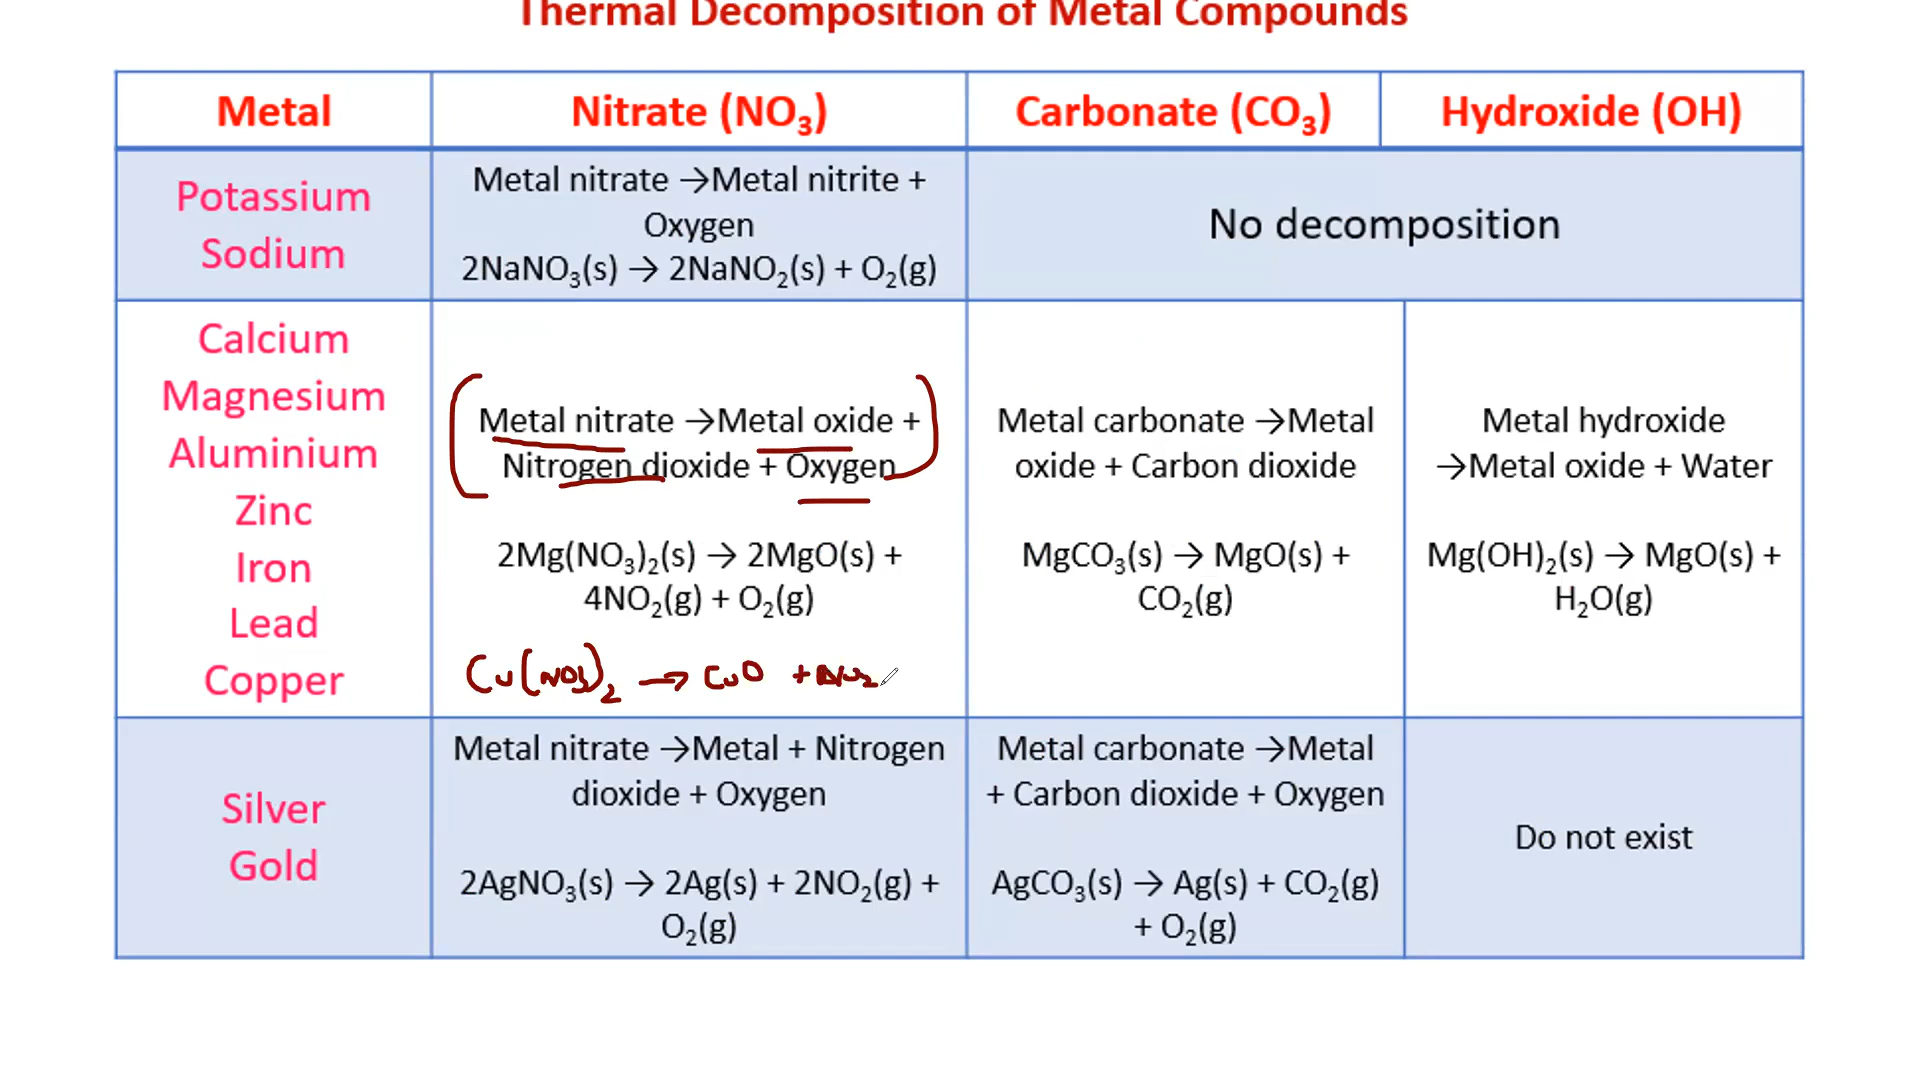 Thermal Decomposition of Metal Compounds
Metal
Nitrate (NO₃)
Carbonate (CO₃)
Hydroxide (OH)
Potassium
Sodium
Metal nitrate →Metal nitrite +
Oxygen
2NaNO₃(s) → 2NaNO₂(s) + O₂(g)
No decomposition
Calcium
Magnesium
Aluminium
Zinc
Iron
Lead
Copper
Metal nitrate →Metal oxide +
Nitrogen dioxide + Oxygen
2Mg(NO₃)₂(s) → 2MgO(s) +
4NO₂(g) + O₂(g)
Cu(NO₃)₂ → CuO + NO₂
Metal carbonate →Metal
oxide + Carbon dioxide
MgCO₃(s) → MgO(s) +
CO₂(g)
Metal hydroxide
→Metal oxide + Water
Mg(OH)₂(s) → MgO(s) +
H₂O(g)
Silver
Gold
Metal nitrate →Metal + Nitrogen
dioxide + Oxygen
2AgNO₃(s) → 2Ag(s) + 2NO₂(g) +
O₂(g)
Metal carbonate →Metal
+ Carbon dioxide + Oxygen
AgCO₃(s) → Ag(s) + CO₂(g)
+ O₂(g)
Do not exist